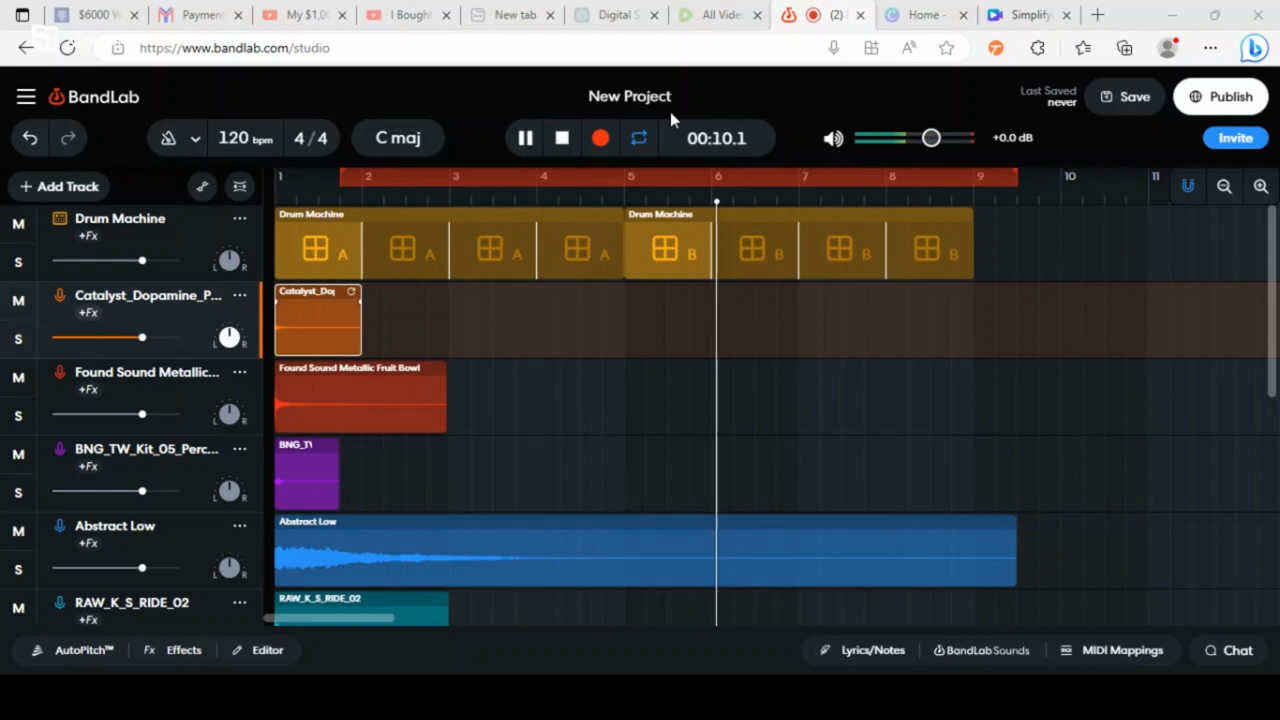 $6000 W
Payment
My $1,0
I Bought
New tab
Digital S
All Video
(2)
Home -
Simplify
https://www.bandlab.com/studio
BandLab
New Project
Last Saved
never
Save
Publish
120 bpm
4/4
C maj
00:10.1
+0.0 dB
Invite
+ Add Track
1 2 3 4 5 6 7 8 9 10 11
M
S
Drum Machine
+Fx
L R
Drum Machine
A A A A
Drum Machine
B B B B
M
S
Catalyst_Dopamine_P...
+Fx
L R
Catalyst_Do
M
S
Found Sound Metallic...
+Fx
L R
Found Sound Metallic Fruit Bowl
M
S
BNG_TW_Kit_05_Perc...
+Fx
L R
BNG_T
M
S
Abstract Low
+Fx
L R
Abstract Low
M
RAW_K_S_RIDE_02
+Fx
RAW_K_S_RIDE_02
AutoPitch™
Fx Effects
Editor
Lyrics/Notes
BandLab Sounds
MIDI Mappings
Chat